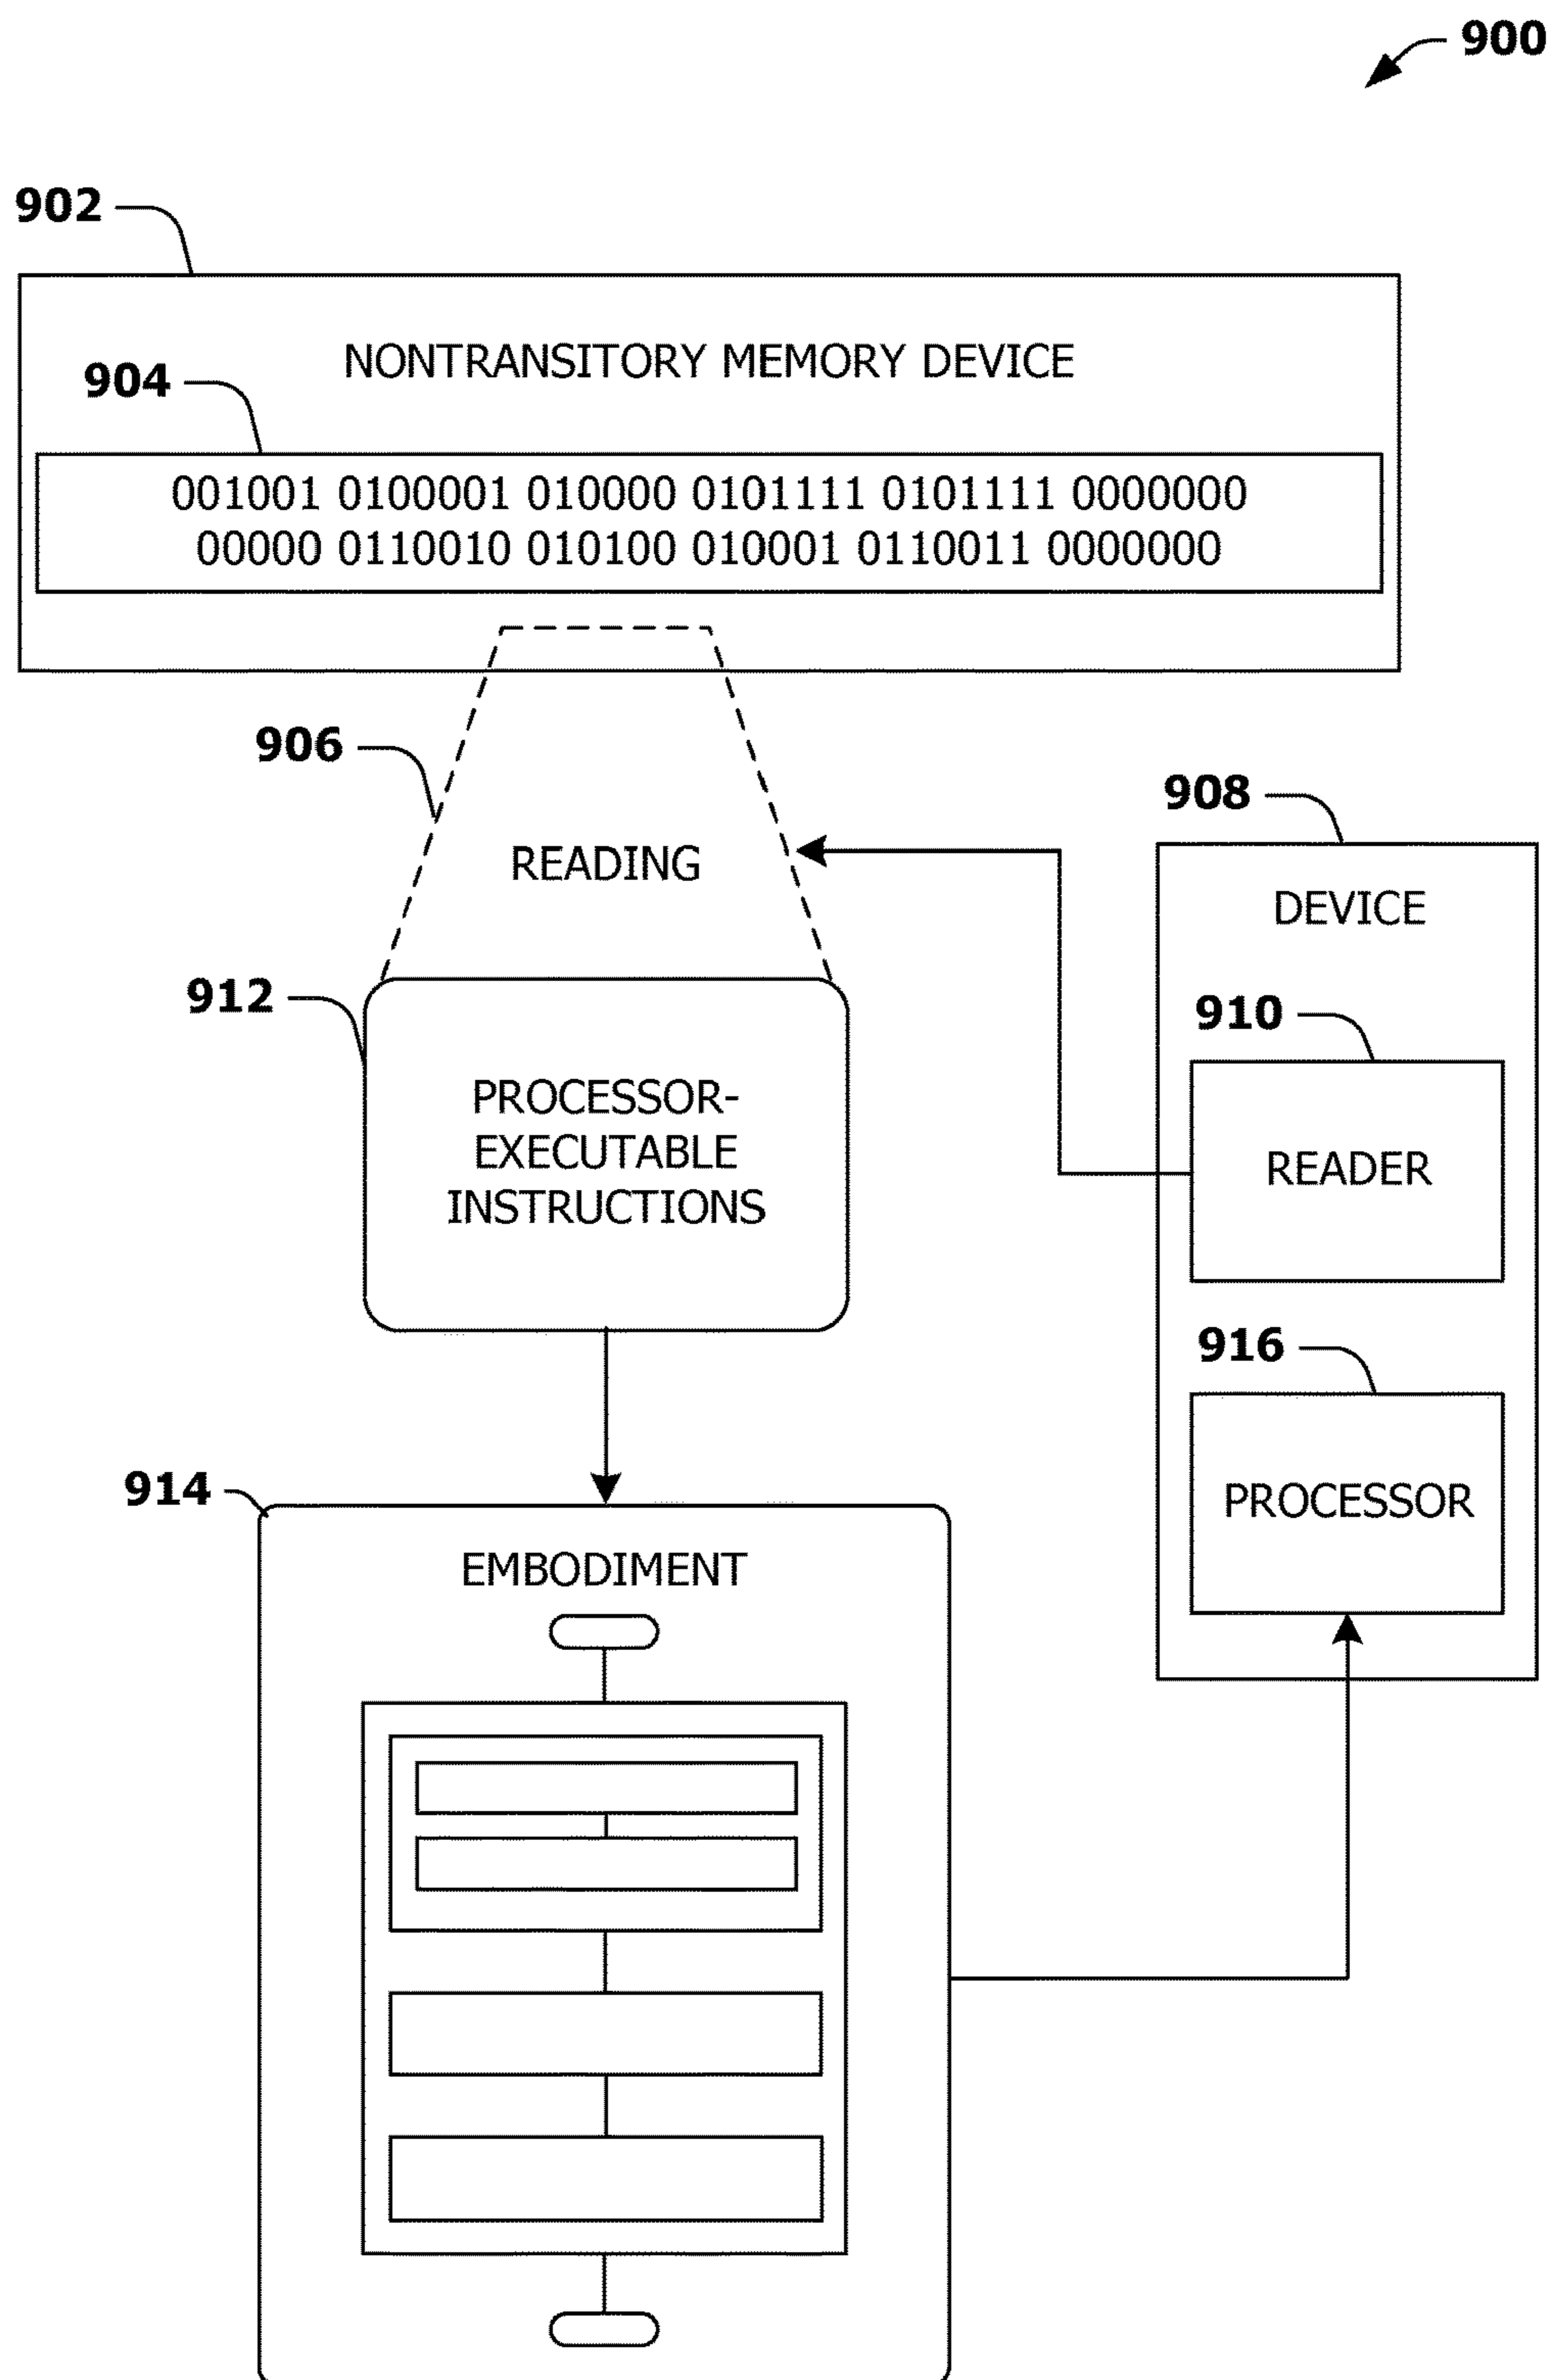 900
902
NONTRANSITORY MEMORY DEVICE
904
001001 0100001 010000 0101111 0101111 0000000
00000 0110010 010100 010001 0110011 0000000
906
READING
908
DEVICE
910
READER
912
PROCESSOR-
EXECUTABLE
INSTRUCTIONS
916
PROCESSOR
914
EMBODIMENT